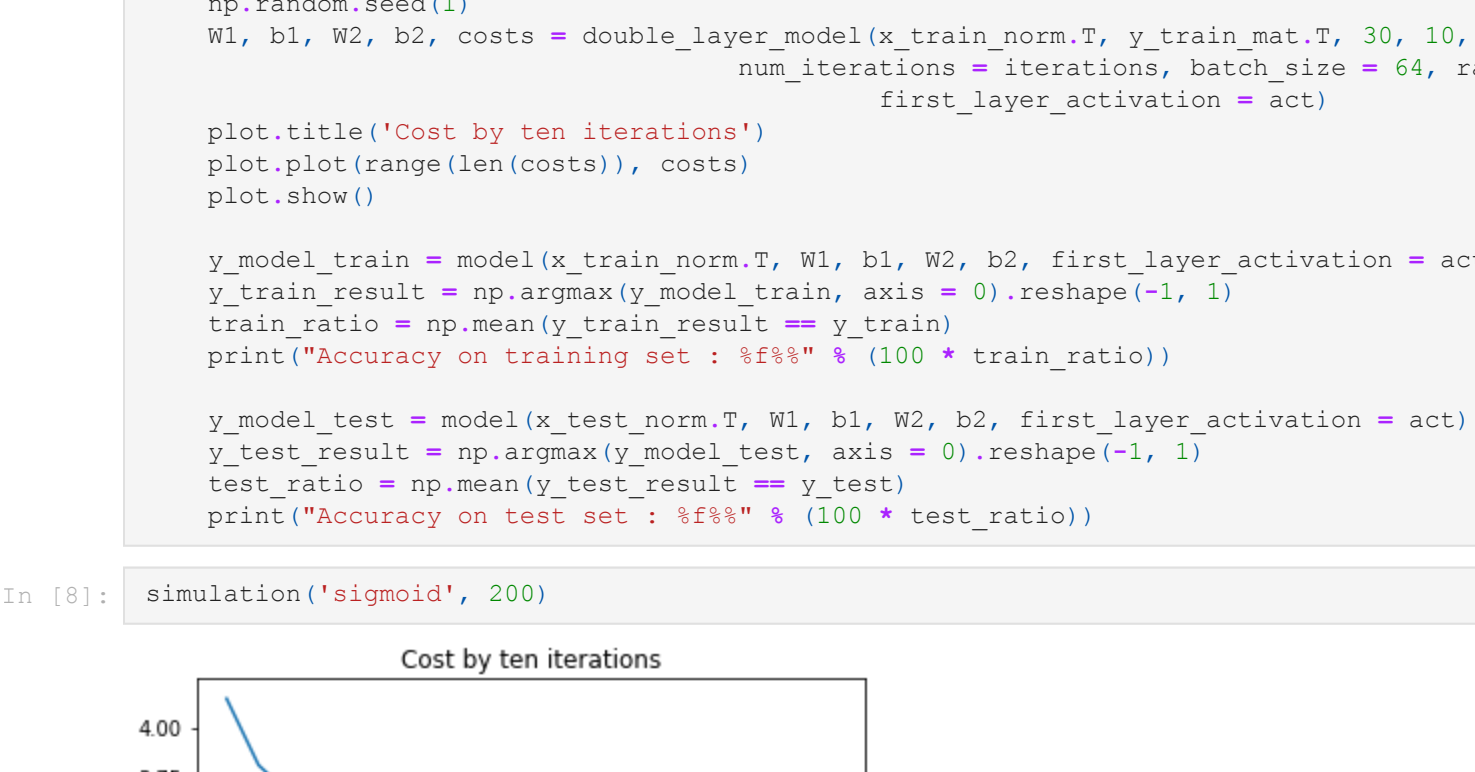 np.random.seed(1)
W1, b1, W2, b2, costs = double_layer_model(x_train_norm.T, y_train_mat.T, 30, 10,
num_iterations = iterations, batch_size = 64,
first_layer_activation = act)
plot.title('Cost by ten iterations')
plot.plot(range(len(costs)), costs)
plot.show()
y_model_train = model(x_train_norm.T, W1, b1, W2, b2, first_layer_activation =
y_train_result = np.argmax(y_model_train, axis = 0).reshape(-1, 1)
train_ratio = np.mean(y_train_result == y_train)
print("Accuracy on training set : %f%%" % (100 * train_ratio))
y_model_test = model(x_test_norm.T, W1, b1, W2, b2, first_layer_activation = act)
y_test_result = np.argmax(y_model_test, axis = 0).reshape(-1, 1)
test_ratio = np.mean(y_test_result == y_test)
print("Accuracy on test set : %f%%" % (100 * test_ratio))
In [8]: simulation('sigmoid', 200)
Cost by ten iterations
4.00